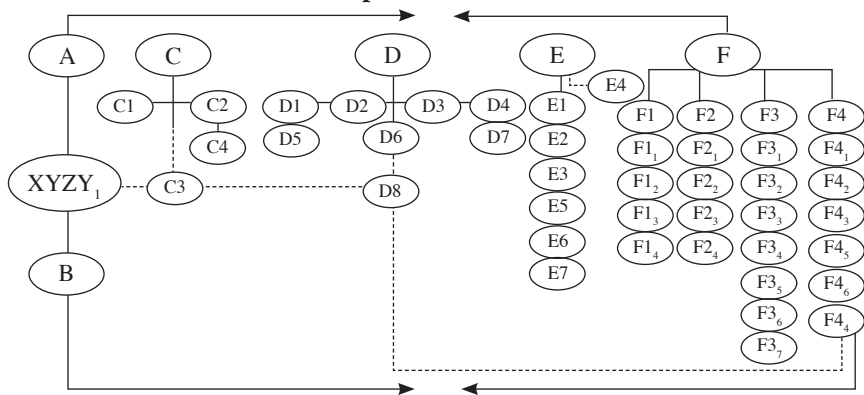 A C D E F
E4
C1 C2 D1 D2 D3 D4 E1 F1 F2 F3 F4
C4 D5 D6 D7 E2 F1₁ F2₁ F3₁ F4₁
XYZY₁ C3 D8 E3 F1₂ F2₂ F3₂ F4₂
E5 F1₃ F2₃ F3₃ F4₃
B E6 F1₄ F2₄ F3₄ F4₅
E7 F3₅ F4₆
F3₆ F4₄
F3₇